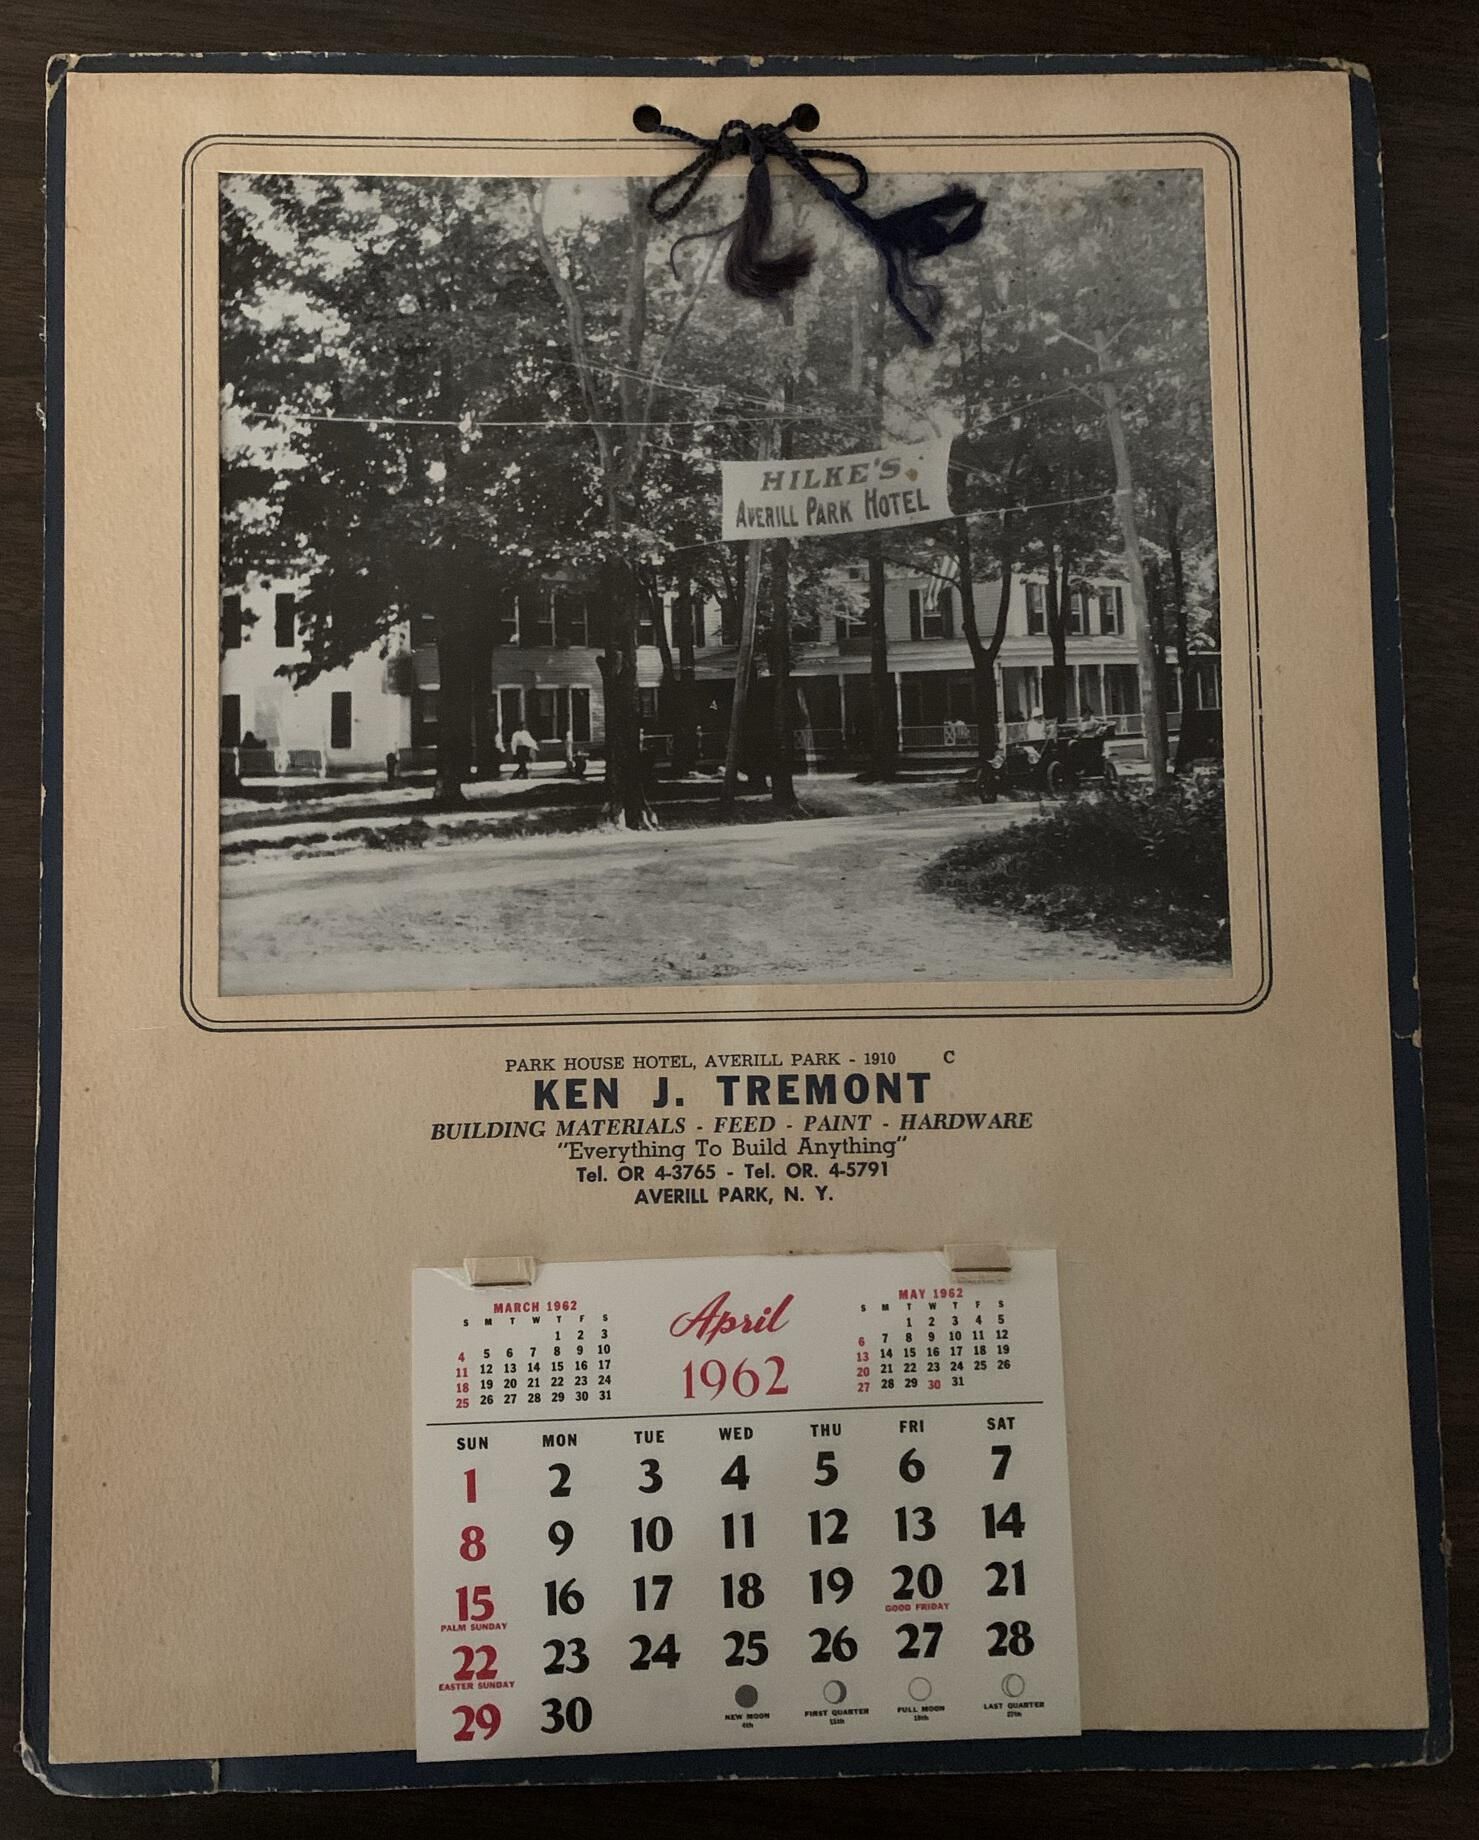 HILKE'S
AVERILL PARK HOTEL
PARK HOUSE HOTEL, AVERILL PARK - 1910 C
KEN J. TREMONT
BUILDING MATERIALS - FEED - PAINT - HARDWARE
"Everything To Build Anything"
Tel. OR 4-3765 - Tel. OR. 4-5791
AVERILL PARK, N. Y.
MARCH 1962
S M T W T F S
1 2 3
4 5 6 7 8 9 10
11 12 13 14 15 16 17
18 19 20 21 22 23 24
25 26 27 28 29 30 31
April
1962
MAY 1962
S M T W T F S
1 2 3 4 5
6 7 8 9 10 11 12
13 14 15 16 17 18 19
20 21 22 23 24 25 26
27 28 29 30 31
SUN MON TUE WED THU FRI SAT
1 2 3 4 5 6 7
8 9 10 11 12 13 14
15 16 17 18 19 20 21
PALM SUNDAY GOOD FRIDAY
22 23 24 25 26 27 28
EASTER SUNDAY
29 30
NEW MOON FIRST QUARTER FULL MOON LAST QUARTER
4th